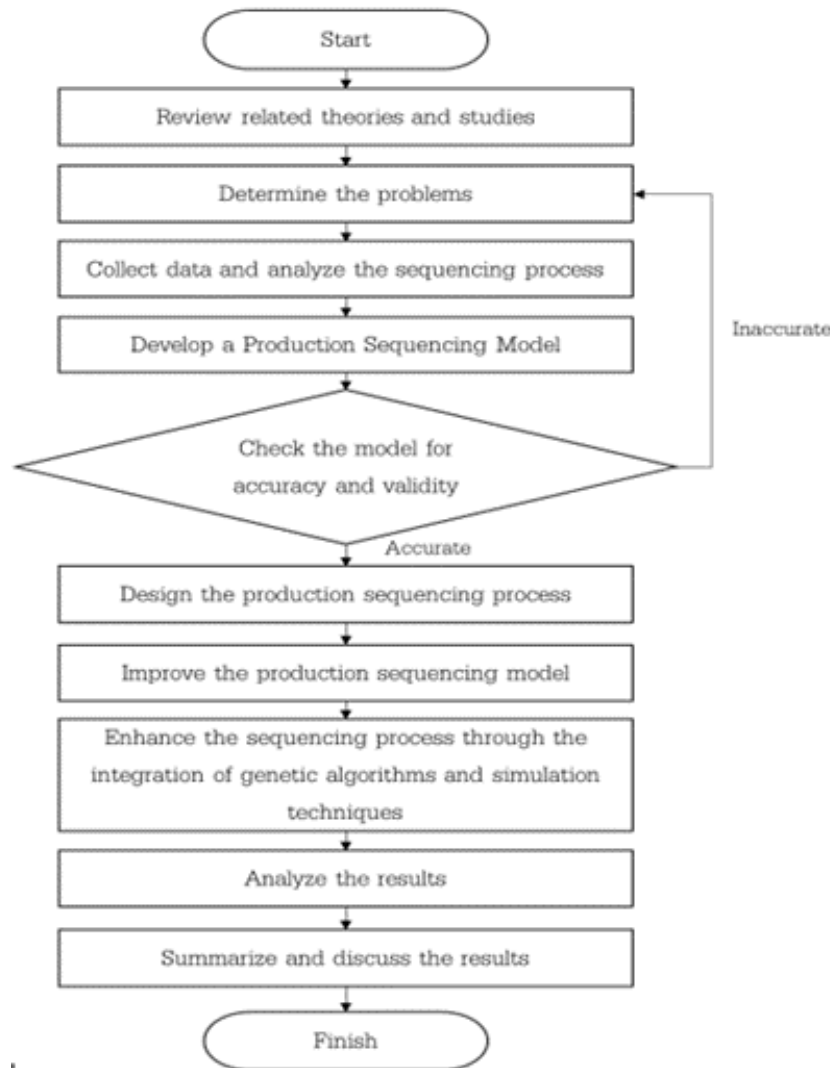 Start
Review related theories and studies
Determine the problems
Collect data and analyze the sequencing process
Develop a Production Sequencing Model
Inaccurate
Check the model for
accuracy and validity
Accurate
Design the production sequencing process
Improve the production sequencing model
Enhance the sequencing process through the
integration of genetic algorithms and simulation
techniques
Analyze the results
Summarize and discuss the results
Finish